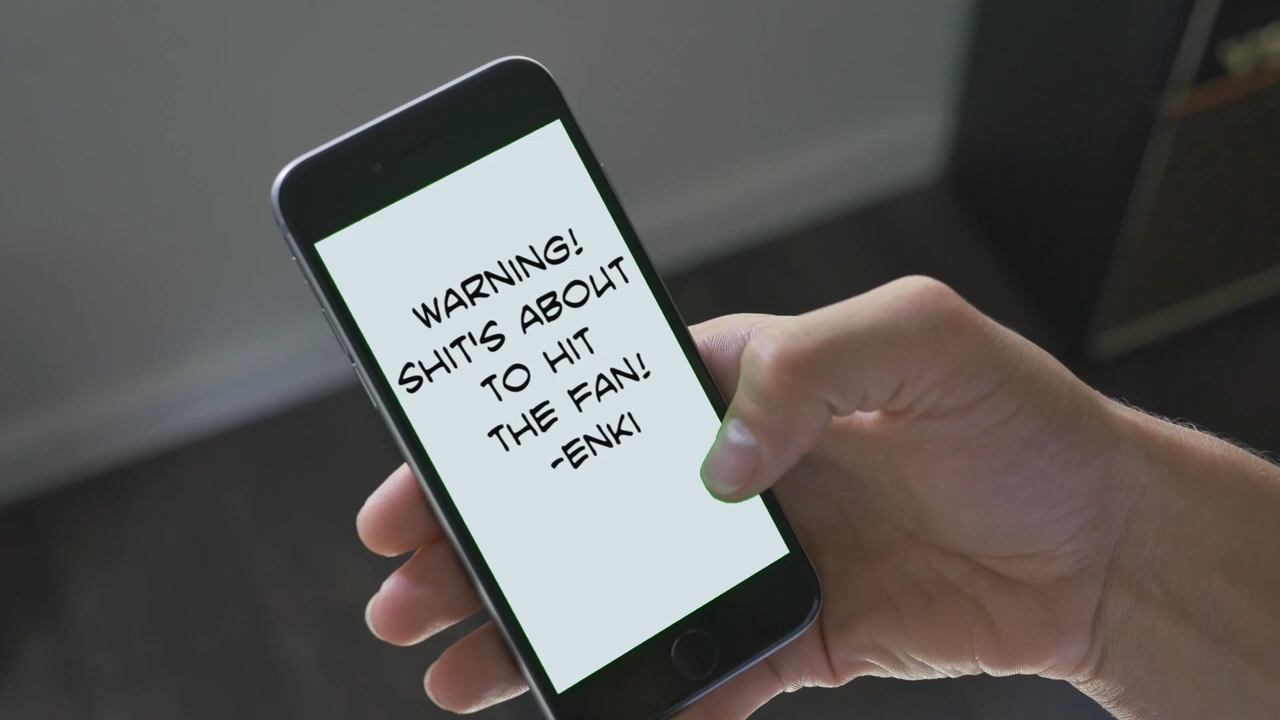 WARNING!
SHIT'S ABOUT
TO HIT
THE FAN!
-ENKI